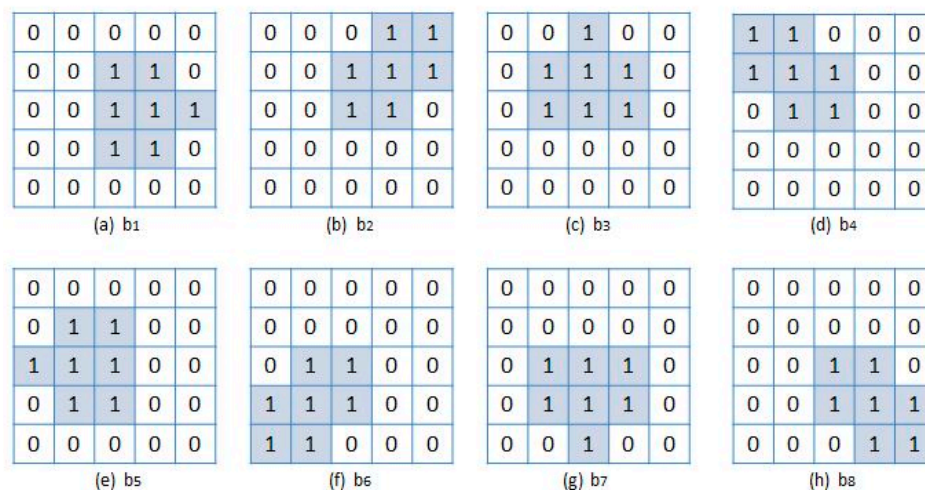 0 0 0 0 0 0 0 0 1 1 0 0 1 0 0 1 1 0 0 0
0 0 1 1 0 0 0 1 1 1 0 1 1 1 0 1 1 1 0 0
0 0 1 1 1 0 0 1 1 0 0 1 1 1 0 0 1 1 0 0
0 0 1 1 0 0 0 0 0 0 0 0 0 0 0 0 0 0 0 0
0 0 0 0 0 0 0 0 0 0 0 0 0 0 0 0 0 0 0 0
(a) b1 (b) b2 (c) b3 (d) b4
0 0 0 0 0 0 0 0 0 0 0 0 0 0 0 0 0 0 0 0
0 1 1 0 0 0 0 0 0 0 0 0 0 0 0 0 0 0 0 0
1 1 1 0 0 0 1 1 0 0 0 1 1 1 0 0 0 1 1 0
0 1 1 0 0 1 1 1 0 0 0 1 1 1 0 0 0 1 1 1
0 0 0 0 0 1 1 0 0 0 0 0 1 0 0 0 0 0 1 1
(e) b5 (f) b6 (g) b7 (h) b8